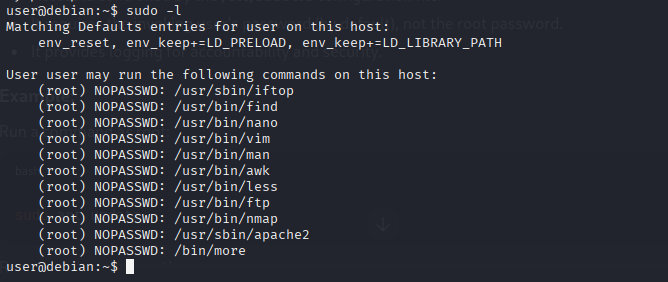 user@debian:~$ sudo -l
Matching Defaults entries for user on this host:
    env_reset, env_keep+=LD_PRELOAD, env_keep+=LD_LIBRARY_PATH

User user may run the following commands on this host:
    (root) NOPASSWD: /usr/sbin/iftop
    (root) NOPASSWD: /usr/bin/find
    (root) NOPASSWD: /usr/bin/nano
    (root) NOPASSWD: /usr/bin/vim
    (root) NOPASSWD: /usr/bin/man
    (root) NOPASSWD: /usr/bin/awk
    (root) NOPASSWD: /usr/bin/less
    (root) NOPASSWD: /usr/bin/ftp
    (root) NOPASSWD: /usr/bin/nmap
    (root) NOPASSWD: /usr/sbin/apache2
    (root) NOPASSWD: /bin/more
user@debian:~$